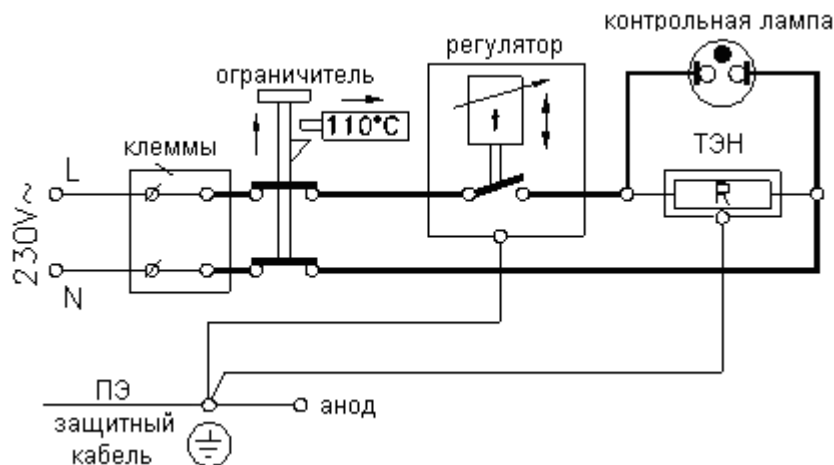 контрольная лампа
регулятор
ограничитель
110°C
клеммы
ТЭН
L
R
230V~
N
ПЭ
анод
защитный
кабель